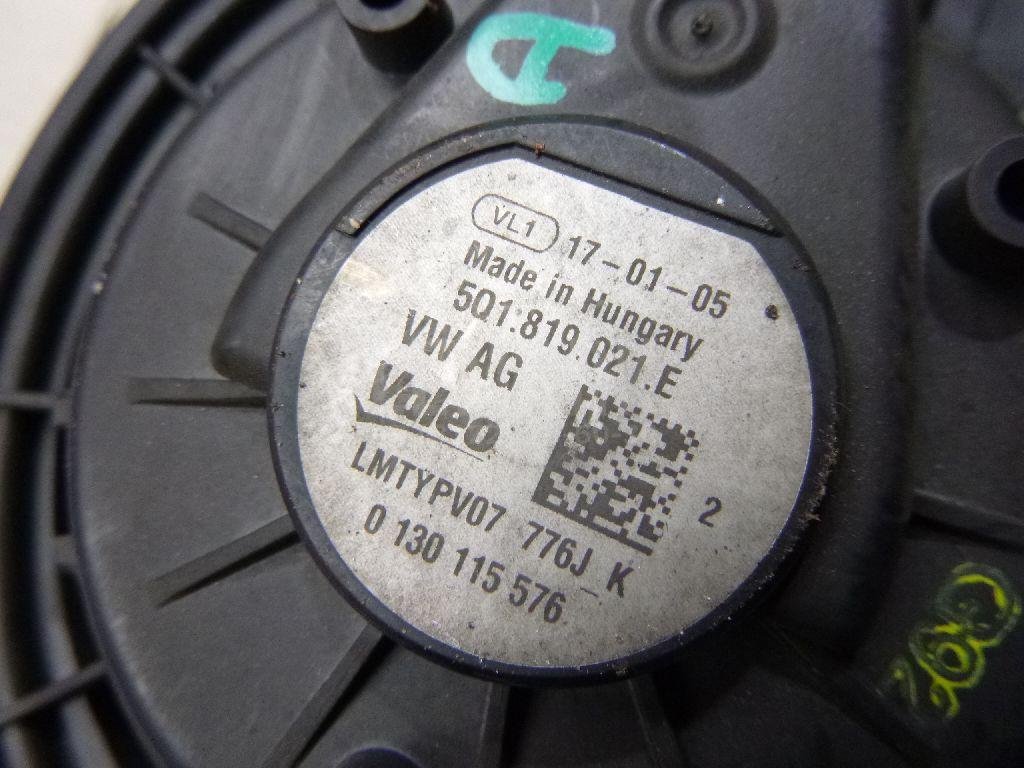 VL1 17-01-05
Made in Hungary
5Q1.819.021.E
VW AG
Valeo
2
LMTYPV07 776J_K
0 130 115 576